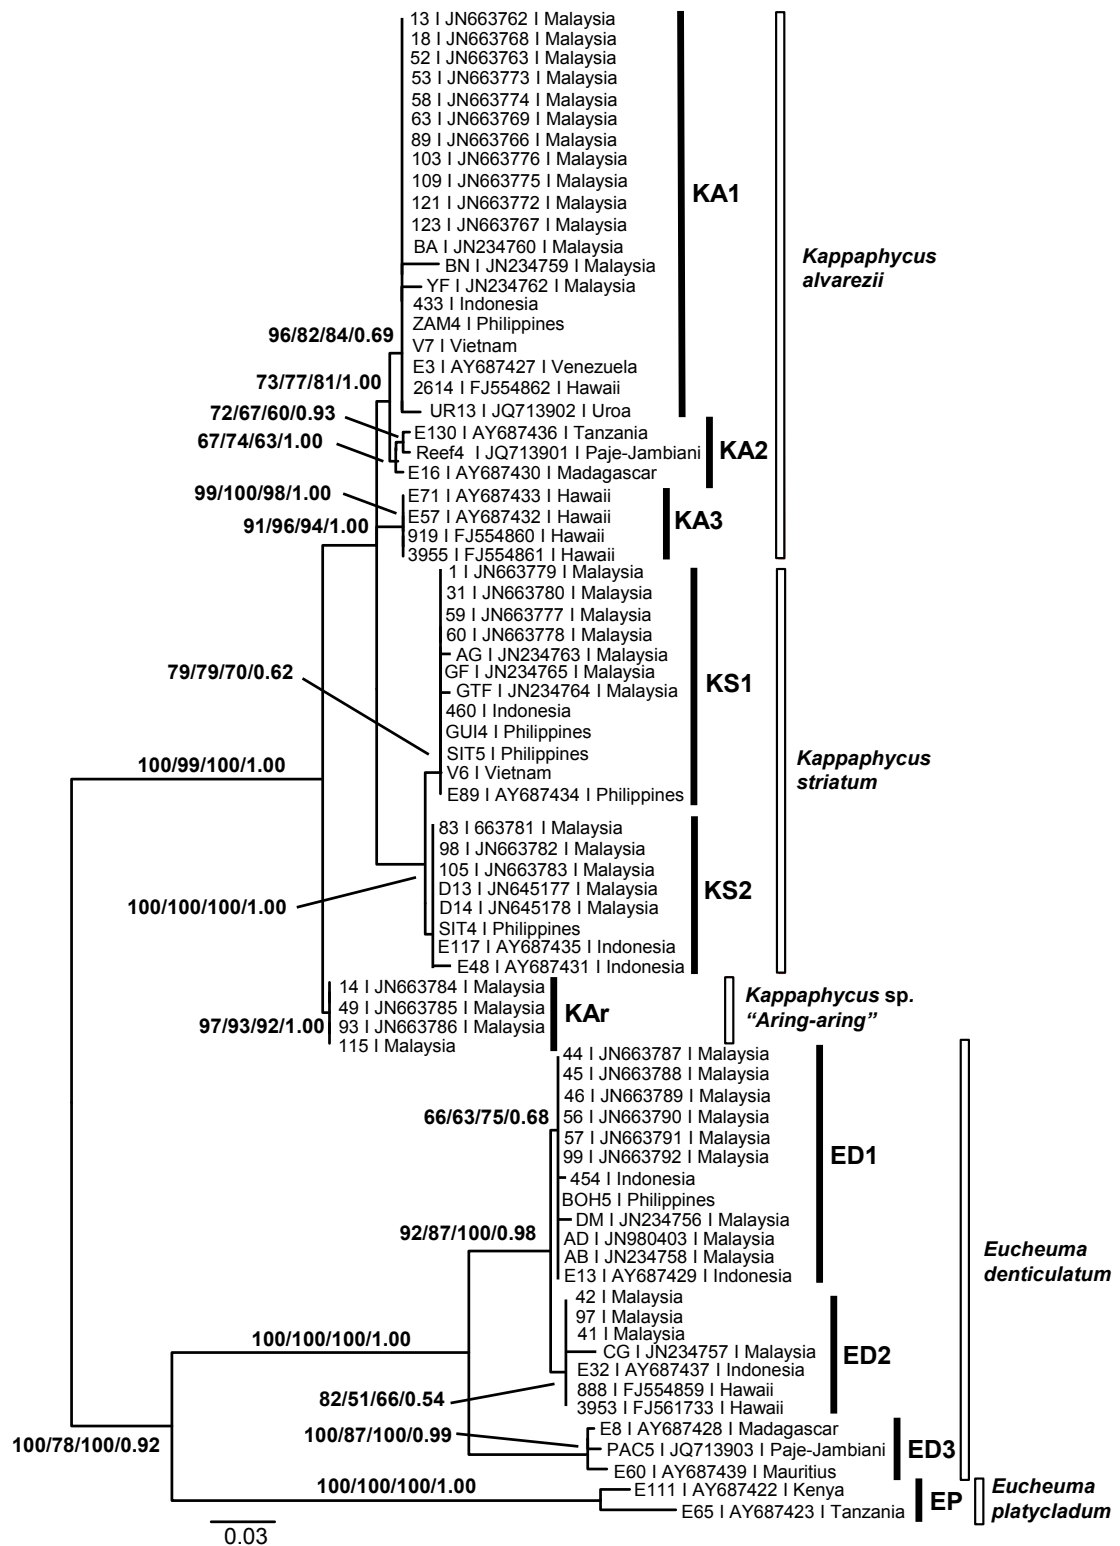 13 I JN663762 I Malaysia
18 I JN663768 I Malaysia
52 I JN663763 I Malaysia
53 I JN663773 I Malaysia
58 I JN663774 I Malaysia
63 I JN663769 I Malaysia
89 I JN663766 I Malaysia
103 I JN663776 I Malaysia
109 I JN663775 I Malaysia
121 I JN663772 I Malaysia
123 I JN663767 I Malaysia
BA I JN234760 I Malaysia
BN I JN234759 I Malaysia
YF I JN234762 I Malaysia
433 I Indonesia
ZAM4 I Philippines
V7 I Vietnam
E3 I AY687427 I Venezuela
2614 I FJ554862 I Hawaii
UR13 I JQ713902 I Uroa
KA1
96/82/84/0.69
73/77/81/1.00
72/67/60/0.93
67/74/63/1.00
E130 I AY687436 I Tanzania
Reef4 I JQ713901 I Paje-Jambiani
E16 I AY687430 I Madagascar
KA2
99/100/98/1.00
91/96/94/1.00
E71 I AY687433 I Hawaii
E57 I AY687432 I Hawaii
919 I FJ554860 I Hawaii
3955 I FJ554861 I Hawaii
KA3
Kappaphycus
alvarezii
1 I JN663779 I Malaysia
31 I JN663780 I Malaysia
59 I JN663777 I Malaysia
60 I JN663778 I Malaysia
AG I JN234763 I Malaysia
GF I JN234765 I Malaysia
GTF I JN234764 I Malaysia
460 I Indonesia
GUI4 I Philippines
SIT5 I Philippines
V6 I Vietnam
E89 I AY687434 I Philippines
KS1
79/79/70/0.62
100/99/100/1.00
83 I 663781 I Malaysia
98 I JN663782 I Malaysia
105 I JN663783 I Malaysia
D13 I JN645177 I Malaysia
D14 I JN645178 I Malaysia
SIT4 I Philippines
E117 I AY687435 I Indonesia
E48 I AY687431 I Indonesia
KS2
100/100/100/1.00
Kappaphycus
striatum
14 I JN663784 I Malaysia
49 I JN663785 I Malaysia
93 I JN663786 I Malaysia
115 I Malaysia
KAr
97/93/92/1.00
Kappaphycus sp.
“Aring-aring”
44 I JN663787 I Malaysia
45 I JN663788 I Malaysia
46 I JN663789 I Malaysia
56 I JN663790 I Malaysia
57 I JN663791 I Malaysia
99 I JN663792 I Malaysia
454 I Indonesia
BOH5 I Philippines
DM I JN234756 I Malaysia
AD I JN980403 I Malaysia
AB I JN234758 I Malaysia
E13 I AY687429 I Indonesia
ED1
66/63/75/0.68
92/87/100/0.98
42 I Malaysia
97 I Malaysia
41 I Malaysia
CG I JN234757 I Malaysia
E32 I AY687437 I Indonesia
888 I FJ554859 I Hawaii
3953 I FJ561733 I Hawaii
ED2
100/100/100/1.00
82/51/66/0.54
100/87/100/0.99
E8 I AY687428 I Madagascar
PAC5 I JQ713903 I Paje-Jambiani
E60 I AY687439 I Mauritius
ED3
Eucheuma
denticulatum
100/78/100/0.92
100/100/100/1.00
E111 I AY687422 I Kenya
E65 I AY687423 I Tanzania
EP
Eucheuma
platycladum
0.03